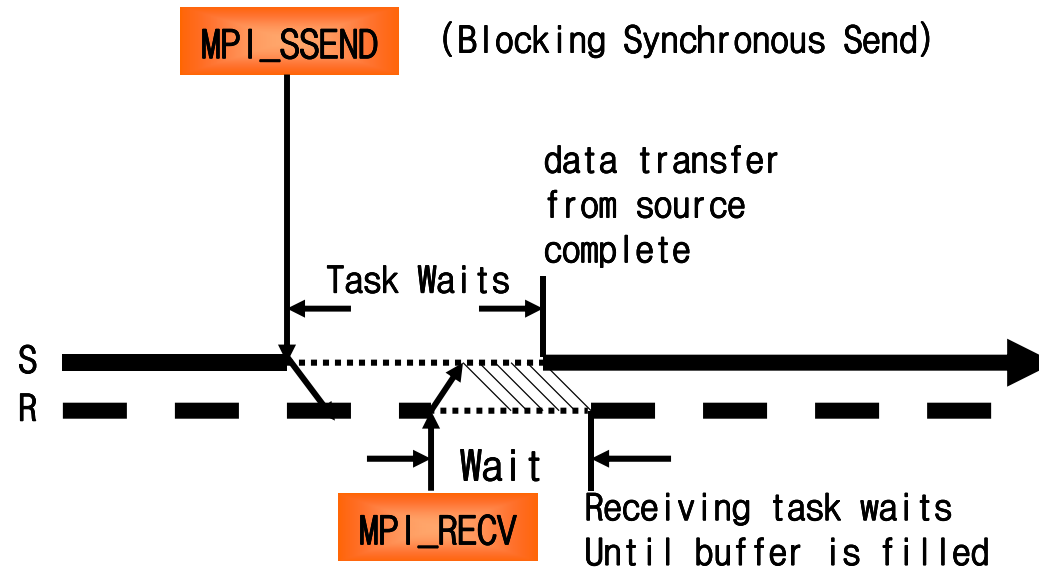 MPI_SSEND
(Blocking Synchronous Send)
data transfer
from source
complete
Task Waits
S
R
Wait
MPI_RECV
Receiving task waits
Until buffer is filled